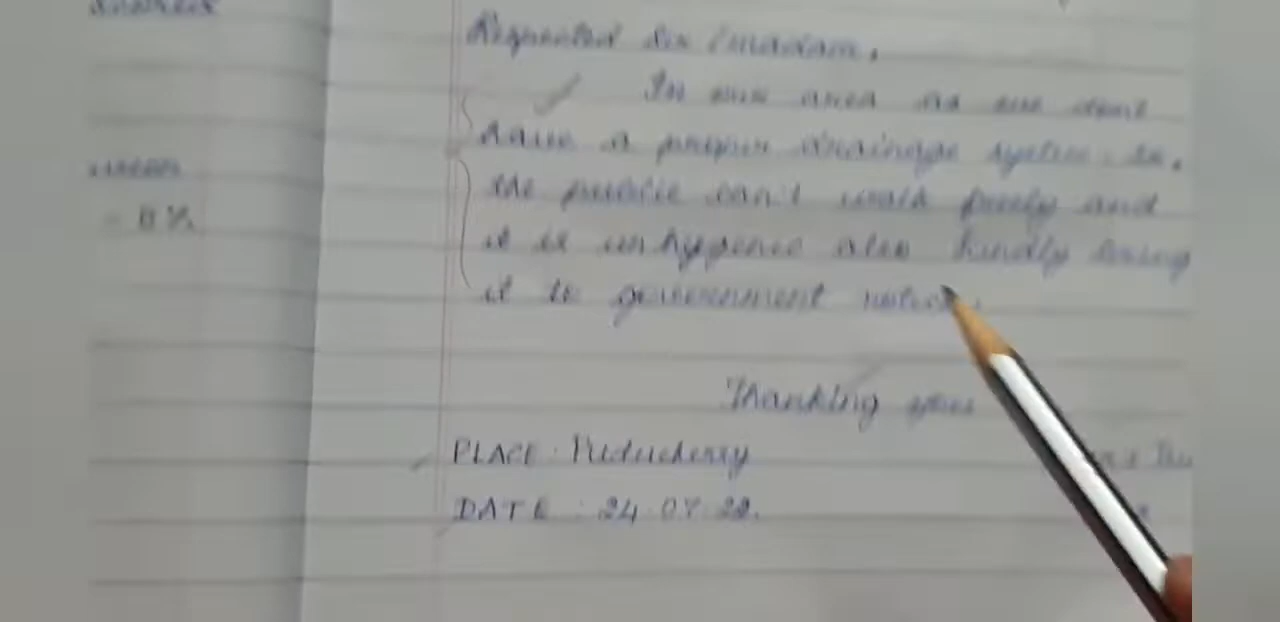 Respected Sir / madam,
In our area as we dont
have a proper drainage system. So,
the public can't walk freely and
it is unhygenic also kindly bring
it to government notice.
Thanking you
PLACE : Puducherry
DATE : 24.07.22.